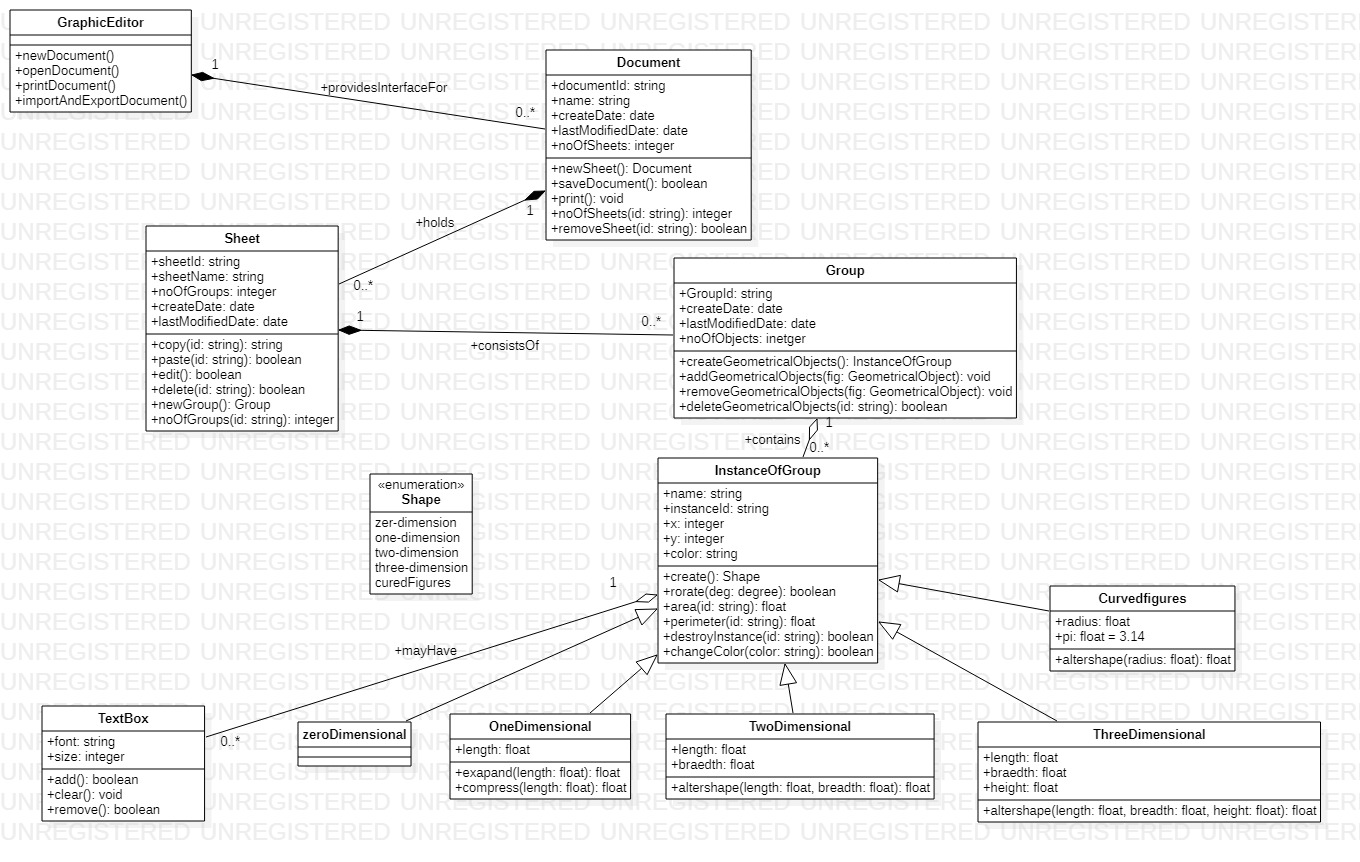 GraphicEditor
+newDocument()
+openDocument()
+printDocument()
+importAndExportDocument()
1
+providesInterfaceFor
0..*
Document
+documentId: string
+name: string
+createDate: date
+lastModifiedDate: date
+noOfSheets: integer
+newSheet(): Document
+saveDocument(): boolean
+print(): void
+noOfSheets(id: string): integer
+removeSheet(id: string): boolean
1
+holds
0..*
Sheet
+sheetId: string
+sheetName: string
+noOfGroups: integer
+createDate: date
+lastModifiedDate: date
+copy(id: string): string
+paste(id: string): boolean
+edit(): boolean
+delete(id: string): boolean
+newGroup(): Group
+noOfGroups(id: string): integer
1
+consistsOf
0..*
Group
+GroupId: string
+createDate: date
+lastModifiedDate: date
+noOfObjects: inetger
+createGeometricalObjects(): InstanceOfGroup
+addGeometricalObjects(fig: GeometricalObject): void
+removeGeometricalObjects(fig: GeometricalObject): void
+deleteGeometricalObjects(id: string): boolean
1
+contains
0..*
«enumeration»
Shape
zer-dimension
one-dimension
two-dimension
three-dimension
curedFigures
InstanceOfGroup
+name: string
+instanceId: string
+x: integer
+y: integer
+color: string
+create(): Shape
+rorate(deg: degree): boolean
+area(id: string): float
+perimeter(id: string): float
+destroyInstance(id: string): boolean
+changeColor(color: string): boolean
1
+mayHave
0..*
Curvedfigures
+radius: float
+pi: float = 3.14
+altershape(radius: float): float
TextBox
+font: string
+size: integer
+add(): boolean
+clear(): void
+remove(): boolean
zeroDimensional
OneDimensional
+length: float
+exapand(length: float): float
+compress(length: float): float
TwoDimensional
+length: float
+braedth: float
+altershape(length: float, breadth: float): float
ThreeDimensional
+length: float
+braedth: float
+height: float
+altershape(length: float, breadth: float, height: float): float
UNREGISTERED